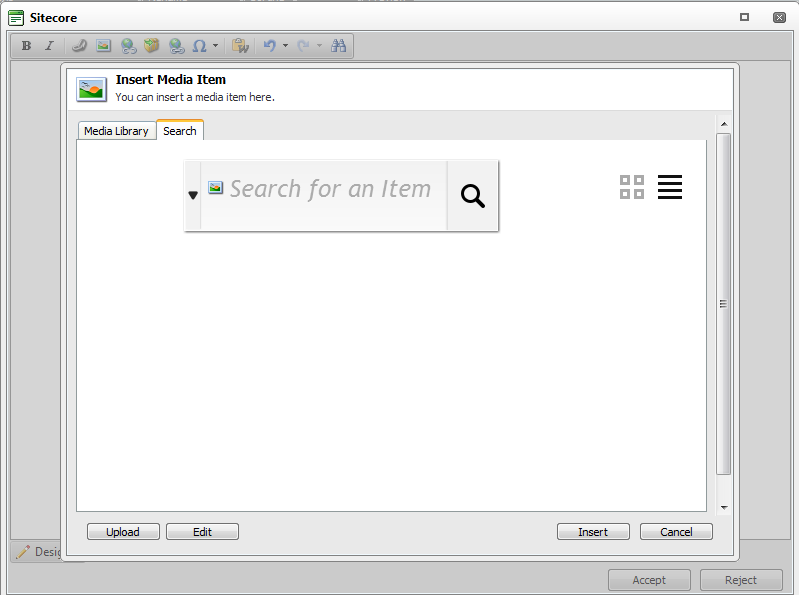 Sitecore
B I Ω
Insert Media Item
You can insert a media item here.
Media Library Search
Search for an Item
Upload Edit Insert Cancel
Desig
Accept Reject